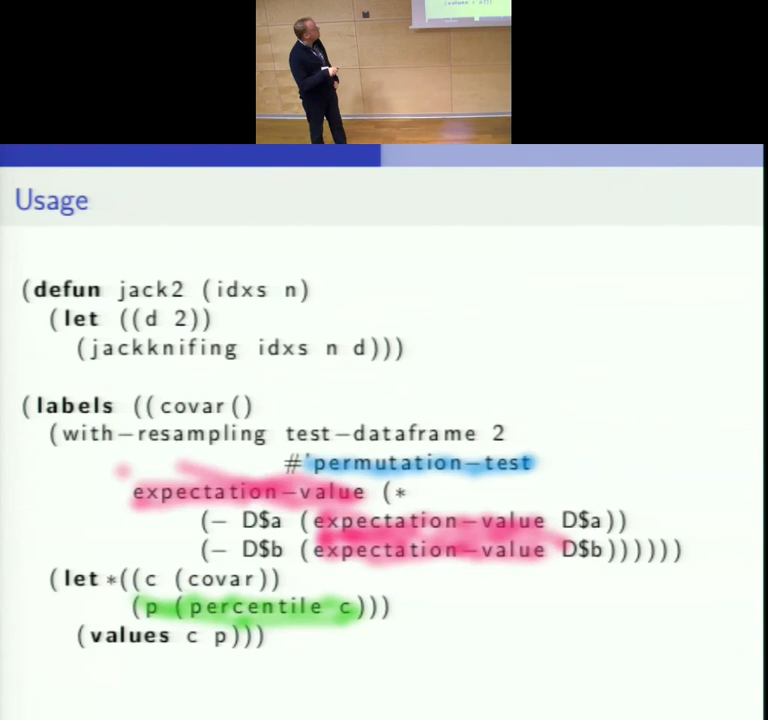 Usage
(defun jack2 (idxs n)
(let ((d 2))
(jackknifing idxs n d)))
(labels ((covar()
(with-resampling test-dataframe 2
#'permutation-test
expectation-value (*
(- D$a (expectation-value D$a))
(- D$b (expectation-value D$b))))))
(let*((c (covar))
(p (percentile c)))
(values c p)))